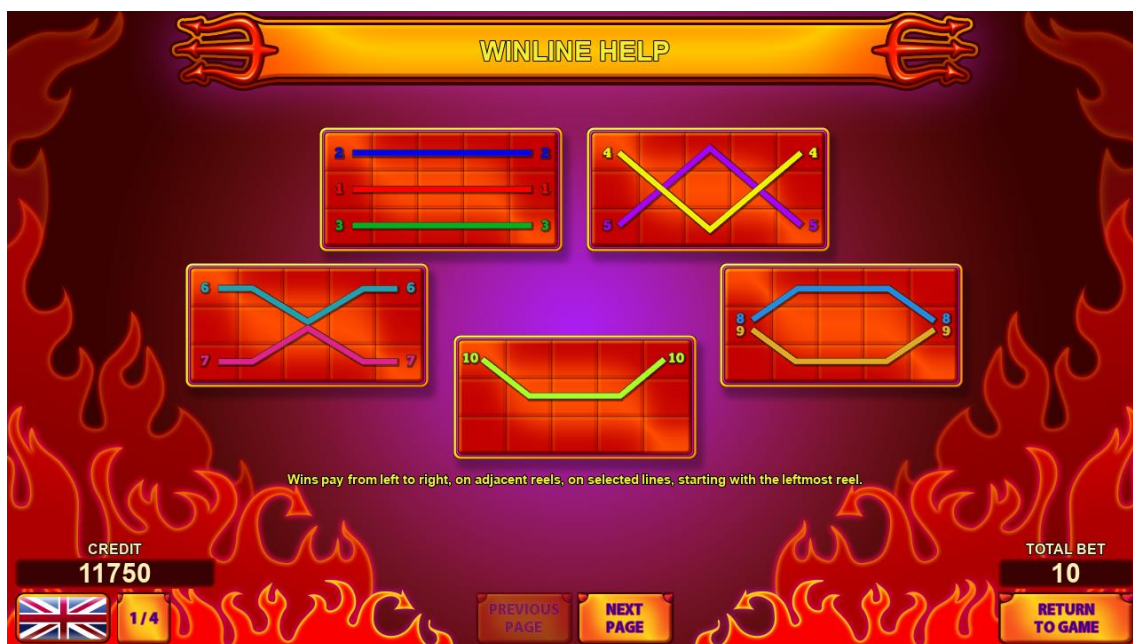 WINLINE HELP
2 2
1 1
3 3
4 4
5 5
6 6
7 7
8 8
9 9
10 10
Wins pay from left to right, on adjacent reels, on selected lines, starting with the leftmost reel.
CREDIT
11750
TOTAL BET
10
1/4
PREVIOUS
PAGE
NEXT
PAGE
RETURN
TO GAME